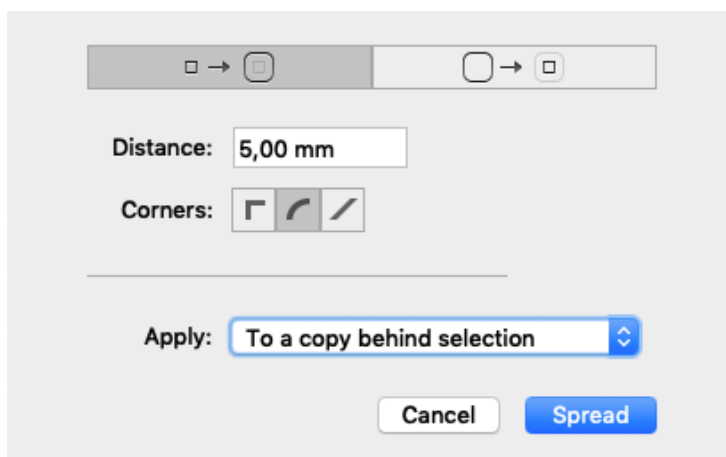 Distance: 5,00 mm
Corners:
Apply: To a copy behind selection
Cancel Spread